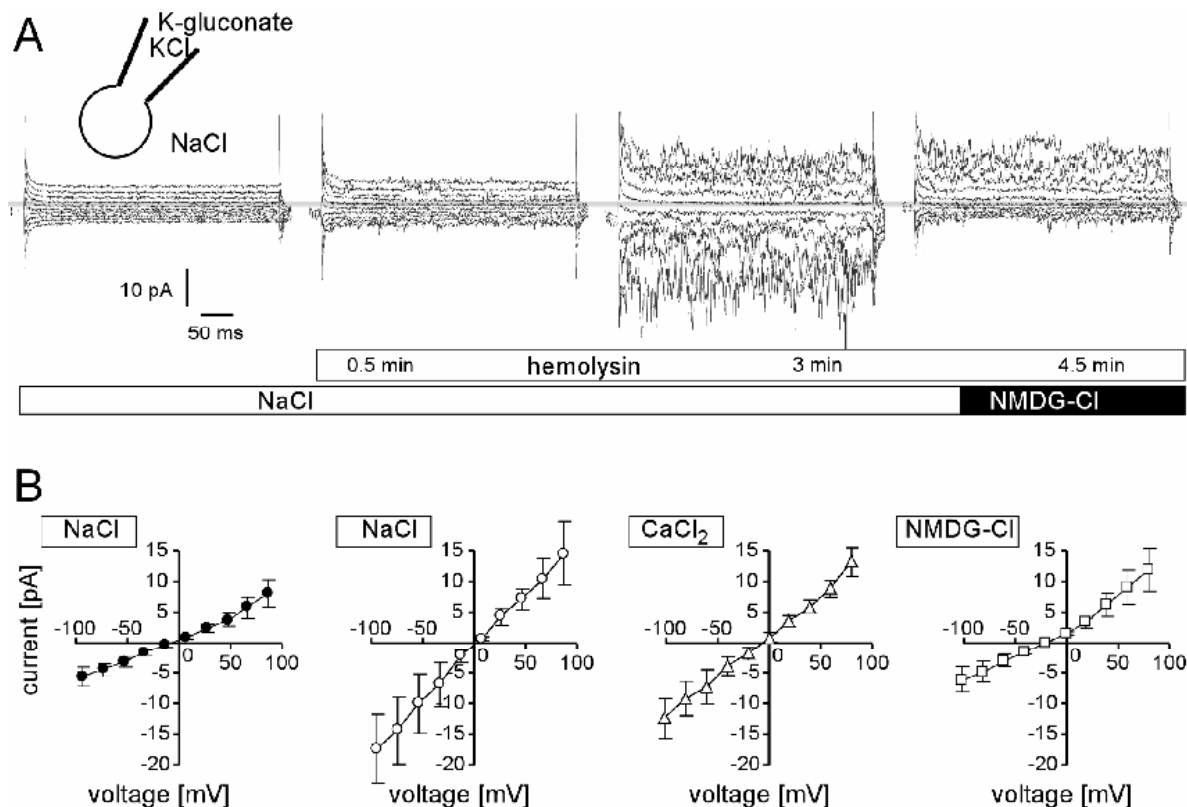 A
K-gluconate
KCl
NaCl
10 pA
50 ms
0.5 min hemolysin 3 min 4.5 min
NaCl NMDG-Cl
B
NaCl NaCl CaCl2 NMDG-Cl
current [pA]
15 15 15 15
10 10 10 10
5 5 5 5
-100 -50 0 50 100 -100 -50 0 50 100 -100 -50 0 50 100 -100 -50 0 50 100
-5 -5 -5 -5
-10 -10 -10 -10
-15 -15 -15 -15
-20 -20 -20 -20
voltage [mV] voltage [mV] voltage [mV] voltage [mV]